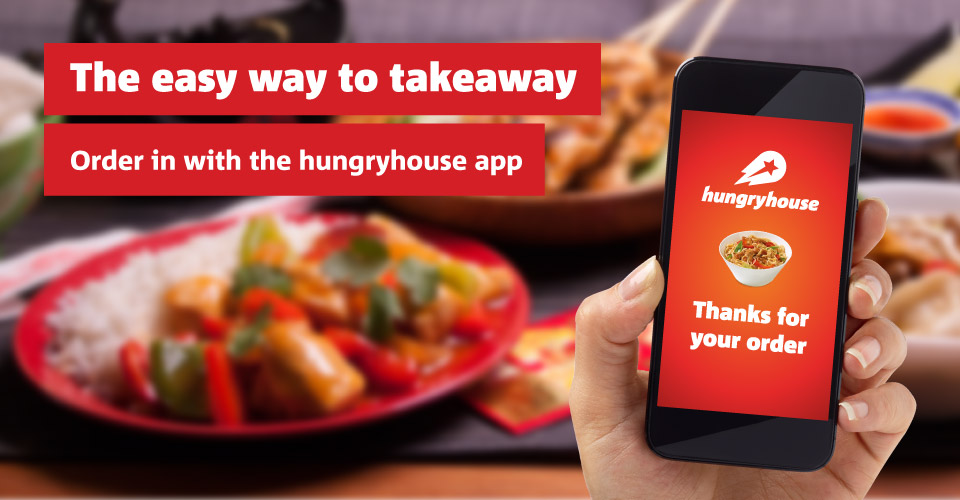 The easy way to takeaway
Order in with the hungryhouse app
hungryhouse
Thanks for
your order